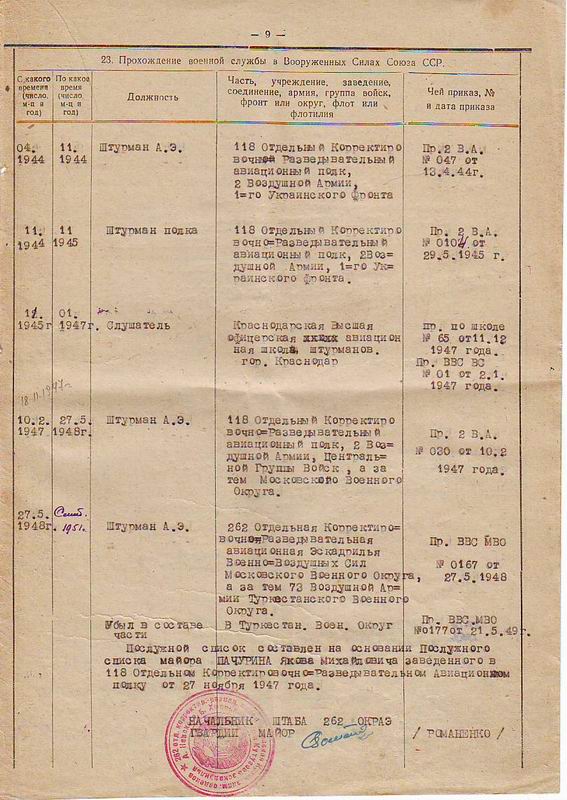 — 9 —
23. Прохождение военной службы в Вооруженных Силах Союза ССР.
С какого времени (число, м-ц и год)
По какое время (число, м-ц и год)
Должность
Часть, учреждение, заведение, соединение, армия, группа войск, фронт или округ, флот или флотилия
Чей приказ, № и дата приказа
04. 1944
11. 1944
Штурман А.Э.
118 Отдельный Корректиро
вочно Разведывательный
авиационный полк,
2 Воздушной Армии,
1=го Украинского фронта
Пр. 2 В.А.
№ 047 от
13.4.44г.
11. 1944
11 1945
Штурман полка
118 Отдельный Корректиро
вочно=Разведывательный
авиационный полк, 2Воз=
душной Армии, 1=го Ук=
раинского фронта.
Пр. 2 В.А.
№ 0102 от
29.5.1945 г.
1945г
01. 1947г.
Слушатель
Краснодарская Высшая
офицерская авиацион
ная школа штурманов.
гор. Краснодар
пр. по школе
№ 65 от11.12
1947 года.
Пр. ВВС ВС
№ 01 от 2.1.
1947 года.
18.11.1947г
10.2. 1947
27.5. 1948г.
Штурман А.Э.
118 Отдельный Корректиро
вочно=Разведывательный
авиационный полк, 2 Воз=
душной Армии, Централь=
ной Группы Войск , а за
тем Московского Военного
Округа.
Пр. 2 В.А.
№ 030 от 10.2
1947 года.
27.5. 1948г.
Сент. 1951г.
Штурман А.Э.
262 Отдельная Корректиро=
вочно=Разведывательная
авиационная Эскадрилья
Военно=Воздушных Сил
Московского Военного Округа,
а за тем 73 Воздушной Ар=
мии Туркестанского Военного
Округа.
Пр. ВВС МВО
№ 0167 от
27.5.1948
Убыл в составе
части
В Туркестан. Воен. Округ
Пр. ВВС.МВО
№0177от 21.5.49г.
Послужной список составлен на основании Послужного
списка майора ПАЧУРИНА Якова Михайловича заведенного в
118 Отдельном Корректировочно=Разведывательном Авиационном
полку от 27 ноября 1947 года.
НАЧАЛЬНИК ШТАБА 262 ОКРАЭ
ГВАРДИИ МАЙОР
/ РОМАНЕНКО /